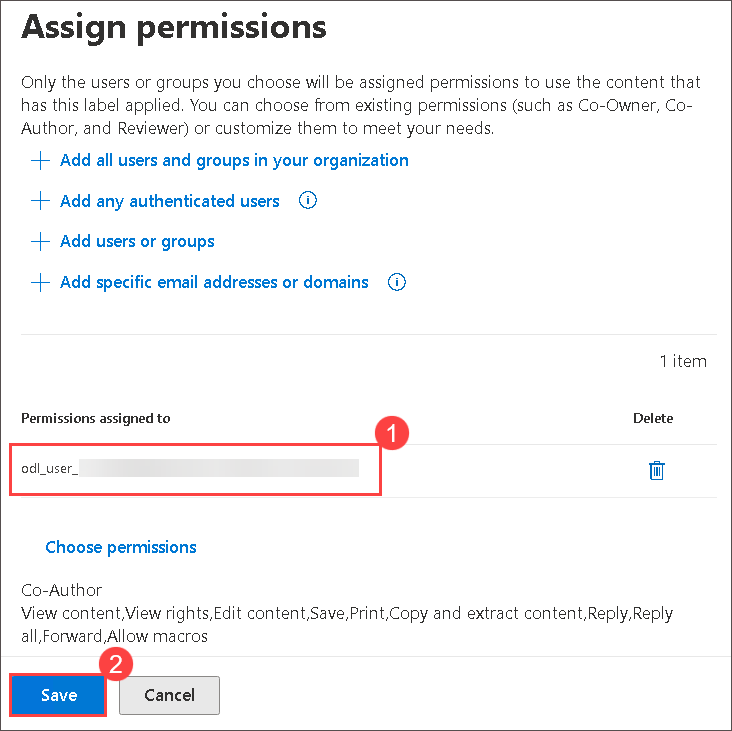 Assign permissions
Only the users or groups you choose will be assigned permissions to use the content that
has this label applied. You can choose from existing permissions (such as Co-Owner, Co-
Author, and Reviewer) or customize them to meet your needs.
Add all users and groups in your organization
Add any authenticated users
Add users or groups
Add specific email addresses or domains
1 item
Permissions assigned to Delete
1
odl_user_
Choose permissions
Co-Author
View content,View rights,Edit content,Save,Print,Copy and extract content,Reply,Reply
all,Forward,Allow macros
2
Save Cancel